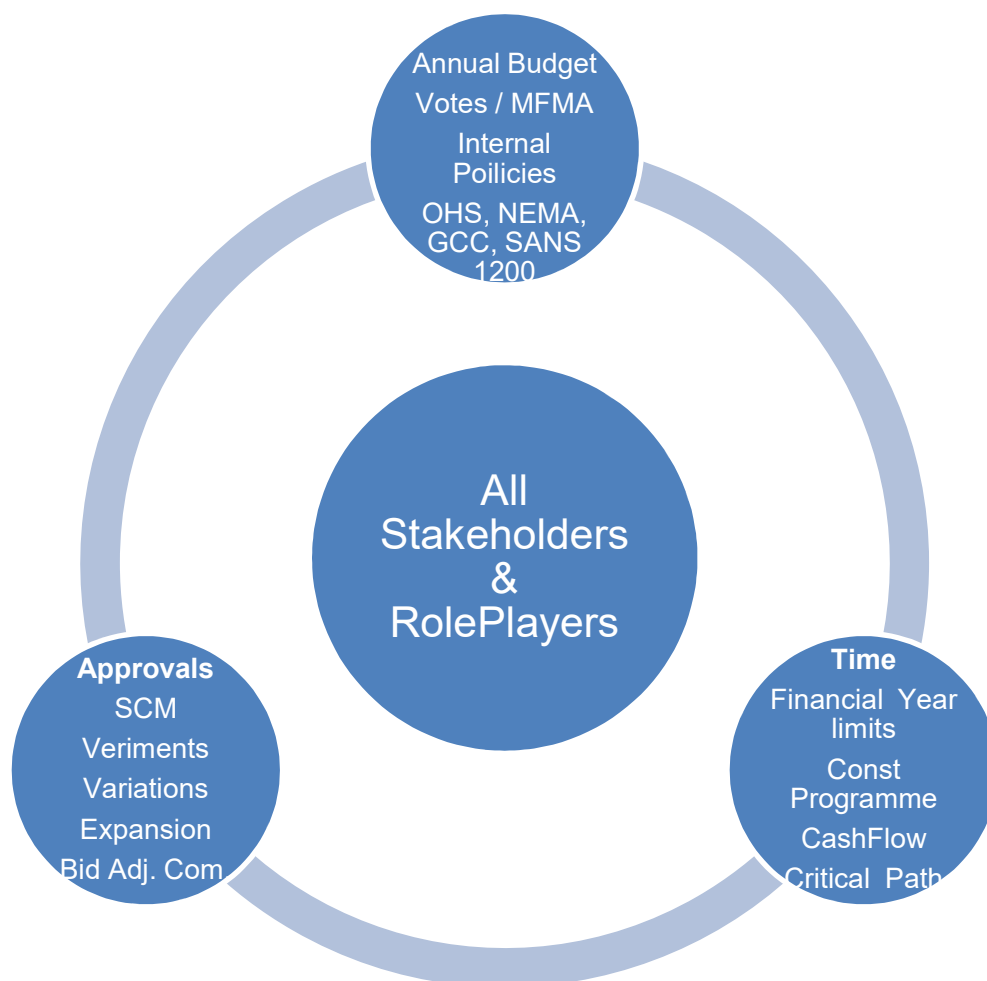 Annual Budget
Votes / MFMA
Internal
Poilicies
OHS, NEMA,
GCC, SANS
1200
All
Stakeholders
&
RolePlayers
Approvals
SCM
Veriments
Variations
Expansion
Bid Adj. Com.
Time
Financial Year
limits
Const
Programme
CashFlow
Critical Path